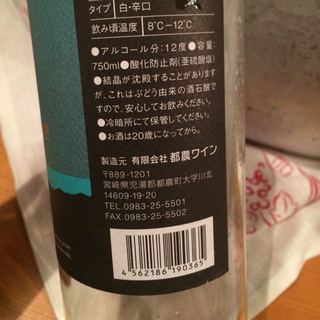 タイプ 白・辛口
飲み頃温度 8℃－12℃
●アルコール分：12度●容量：
750ml●酸化防止剤（亜硫酸塩）
●結晶が沈殿することがあります
が、これはぶどう由来の酒石酸で
すので、安心してお飲みください。
●冷暗所にて保管してください。
●お酒は20歳になってから。
製造元 有限会社 都農ワイン
〒889-1201
宮崎県児湯郡都農町大字川北
14609-19-20
TEL.0983-25-5501
FAX.0983-25-5502
4 562186 190365